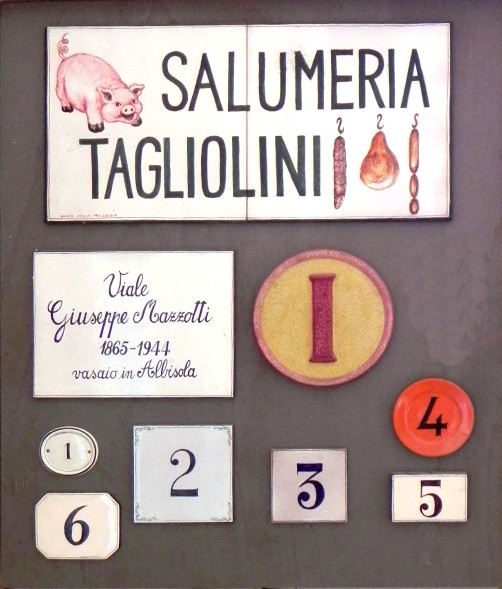 SALUMERIA
TAGLIOLINI
Viale
Giuseppe Mazzotti
1865-1944
vasaio in Albisola
I
4
1
2
3
5
6